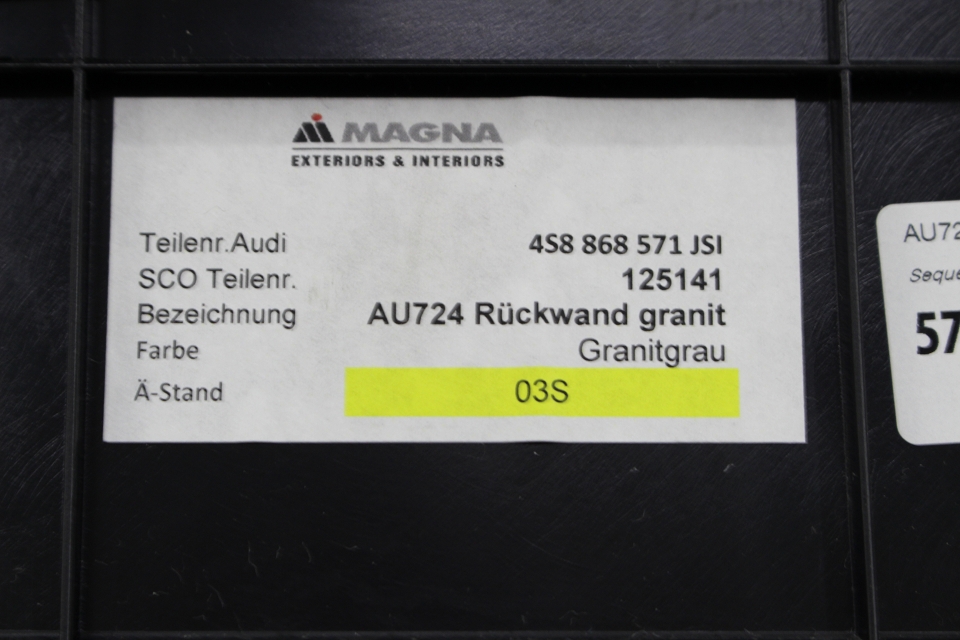 MAGNA
EXTERIORS & INTERIORS
Teilenr.Audi 4S8 868 571 JSI
SCO Teilenr. 125141
Bezeichnung AU724 Rückwand granit
Farbe Granitgrau
Ä-Stand 03S
AU72
Seque
57